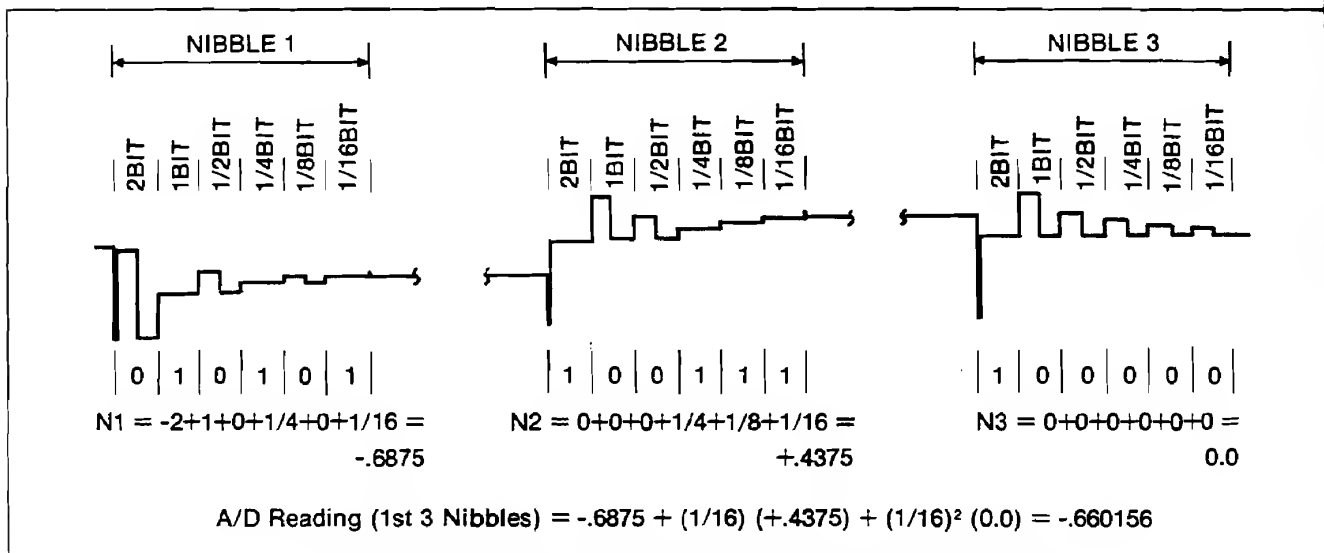 NIBBLE 1
NIBBLE 2
NIBBLE 3
2BIT 1BIT 1/2BIT 1/4BIT 1/8BIT 1/16BIT
2BIT 1BIT 1/2BIT 1/4BIT 1/8BIT 1/16BIT
2BIT 1BIT 1/2BIT 1/4BIT 1/8BIT 1/16BIT
0 1 0 1 0 1
1 0 0 1 1 1
1 0 0 0 0 0
N1 = -2+1+0+1/4+0+1/16 =
-.6875
N2 = 0+0+0+1/4+1/8+1/16 =
+.4375
N3 = 0+0+0+0+0+0 =
0.0
A/D Reading (1st 3 Nibbles) = -.6875 + (1/16) (+.4375) + (1/16)² (0.0) = -.660156